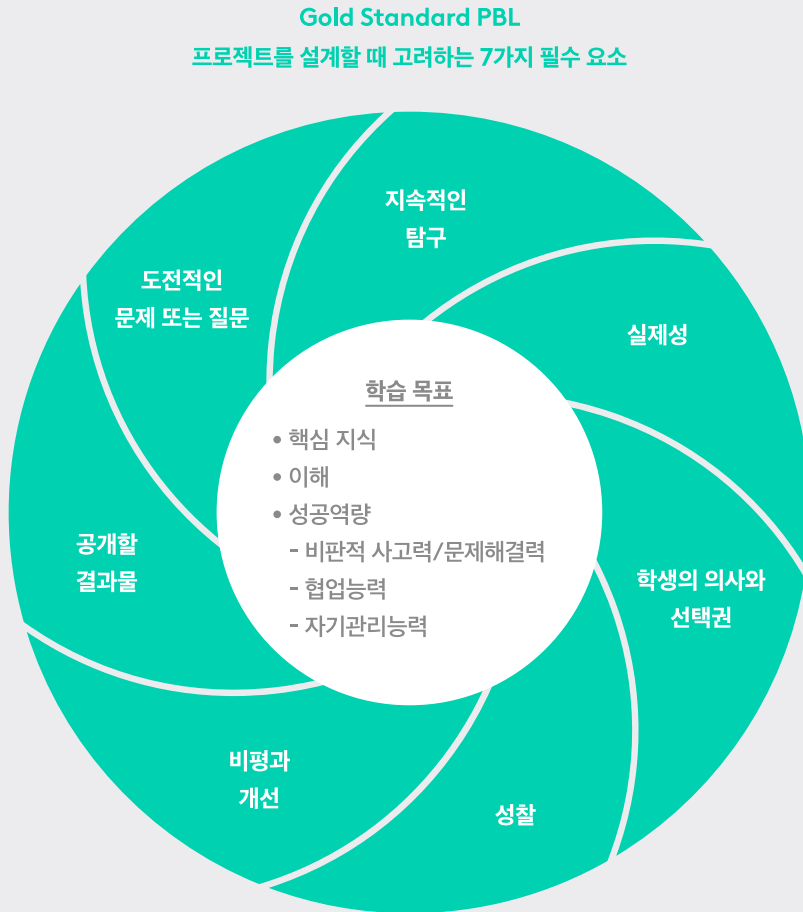 Gold Standard PBL
프로젝트를 설계할 때 고려하는 7가지 필수 요소
지속적인
탐구
도전적인
문제 또는 질문
실제성
학습 목표
• 핵심 지식
• 이해
• 성공역량
- 비판적 사고력/문제해결력
- 협업능력
- 자기관리능력
공개할
결과물
학생의 의사와
선택권
비평과
개선
성찰